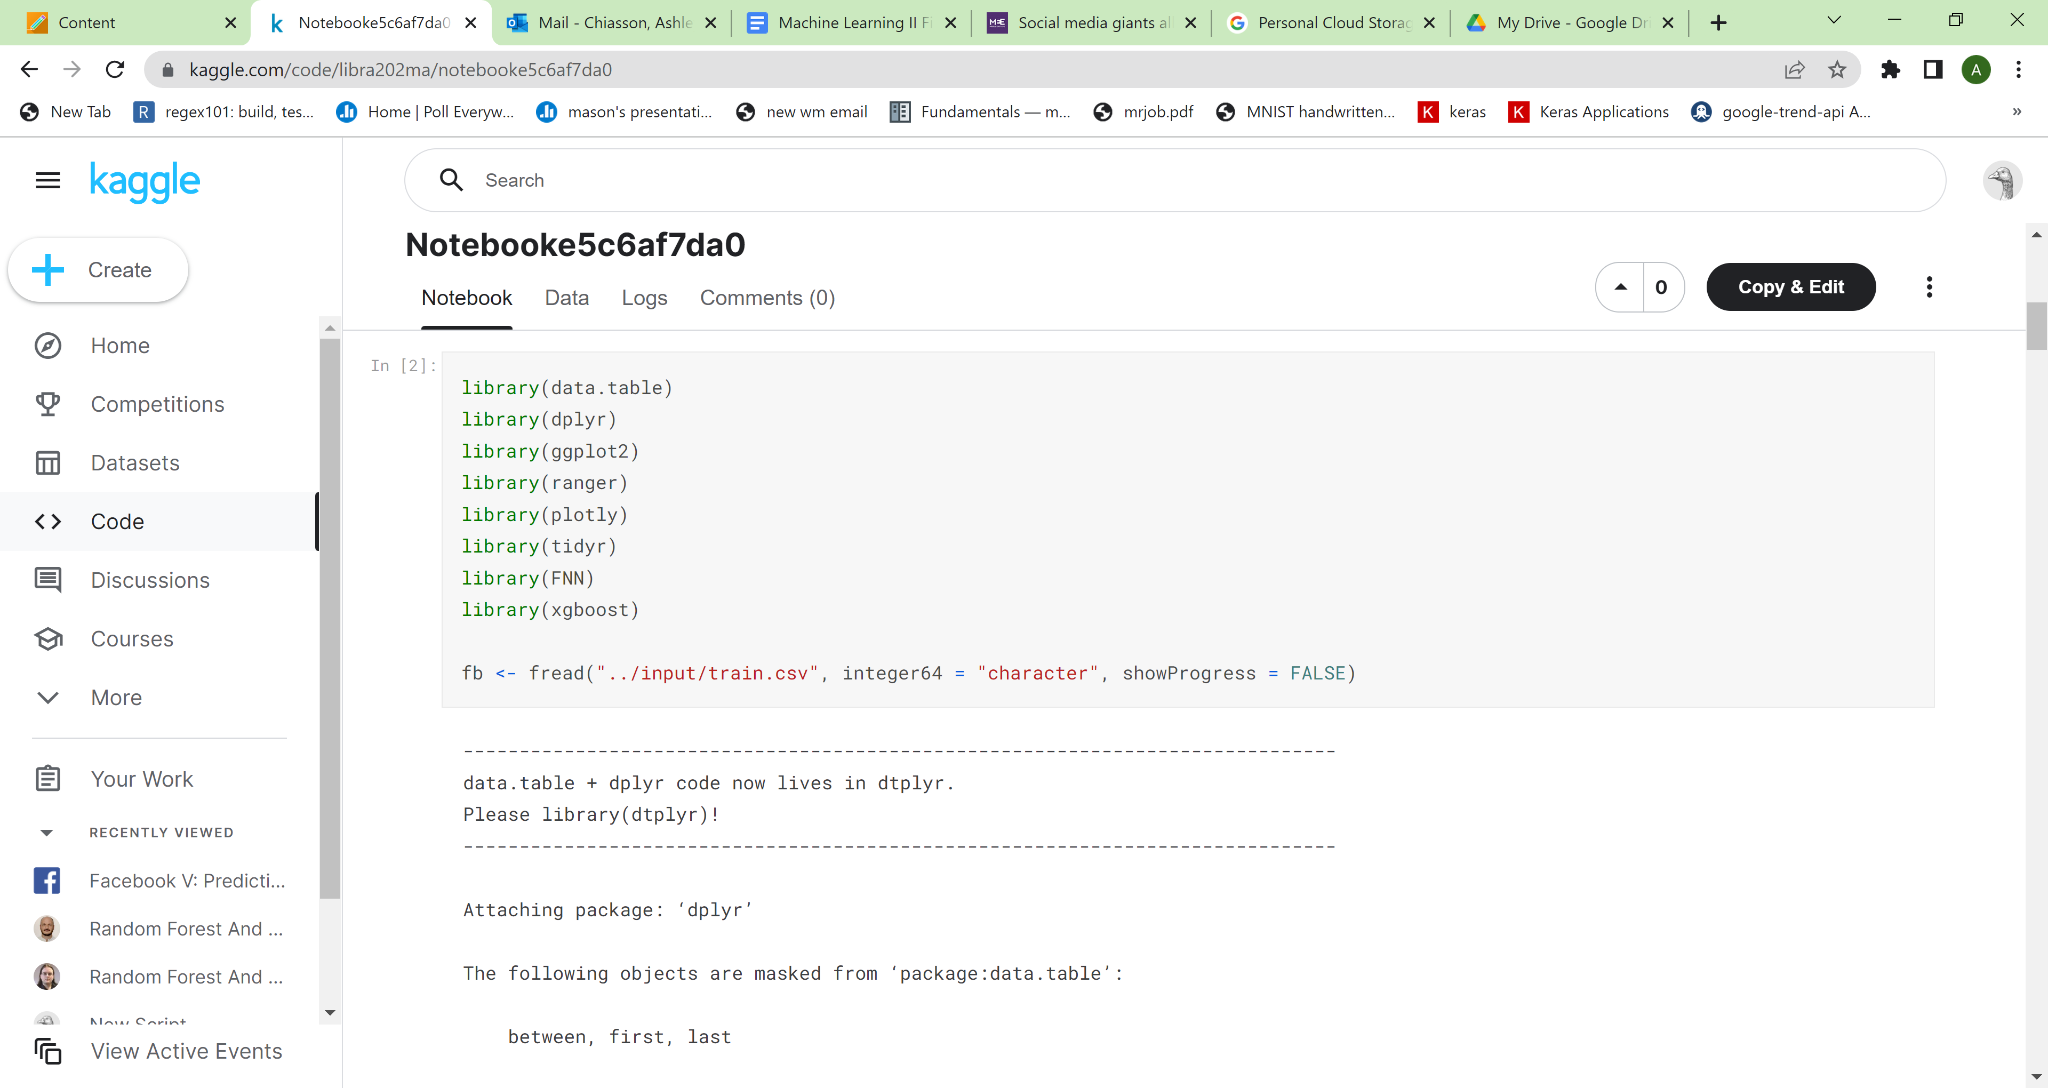 Content
Notebooke5c6af7da0
Mail - Chiasson, Ashle
Machine Learning II Fi
Social media giants al
Personal Cloud Storag
My Drive - Google Dr
kaggle.com/code/libra202ma/notebooke5c6af7da0
A
New Tab
R
regex101: build, tes...
Home | Poll Everyw...
mason's presentati...
new wm email
Fundamentals — m...
mrjob.pdf
MNIST handwritten...
K
keras
K
Keras Applications
google-trend-api A...
»
kaggle
Search
Create
Home
Competitions
Datasets
Code
Discussions
Courses
More
Your Work
RECENTLY VIEWED
Facebook V: Predicti...
Random Forest And ...
Random Forest And ...
New Script
View Active Events
Notebooke5c6af7da0
Notebook
Data
Logs
Comments (0)
0
Copy & Edit
In [2]:
library(data.table)
library(dplyr)
library(ggplot2)
library(ranger)
library(plotly)
library(tidyr)
library(FNN)
library(xgboost)
fb <- fread("../input/train.csv", integer64 = "character", showProgress = FALSE)
------------------------------------------------------------------------------
data.table + dplyr code now lives in dtplyr.
Please library(dtplyr)!
------------------------------------------------------------------------------
Attaching package: ‘dplyr’
The following objects are masked from ‘package:data.table’:
between, first, last